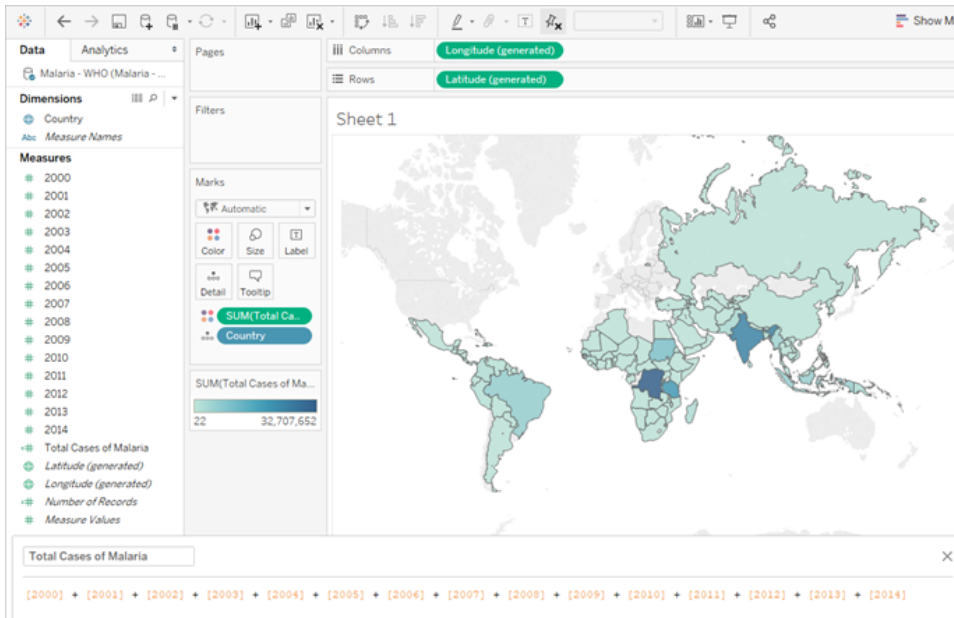 Show M
Data
Analytics
Malaria - WHO (Malaria - ...
Dimensions
Country
Abc Measure Names
Measures
2000
2001
2002
2003
2004
2005
2006
2007
2008
2009
2010
2011
2012
2013
2014
Total Cases of Malaria
Latitude (generated)
Longitude (generated)
Number of Records
Measure Values
Pages
Filters
Marks
Automatic
Color Size Label
Detail Tooltip
SUM(Total Ca..
Country
SUM(Total Cases of Ma...
22 32,707,652
Columns Longitude (generated)
Rows Latitude (generated)
Sheet 1
Total Cases of Malaria
[2000] + [2001] + [2002] + [2003] + [2004] + [2005] + [2006] + [2007] + [2008] + [2009] + [2010] + [2011] + [2012] + [2013] + [2014]